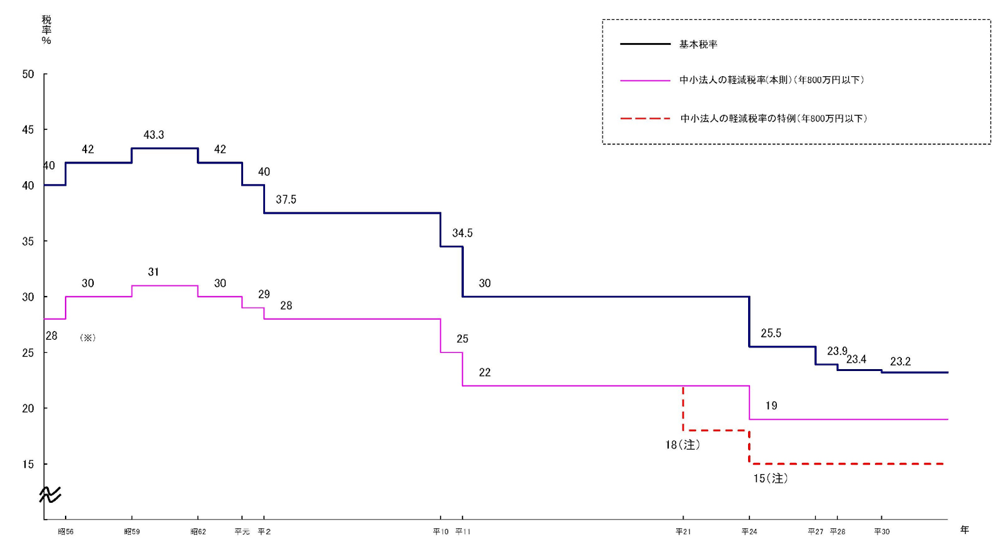 税率%
基本税率
中小法人の軽減税率(本則)(年800万円以下)
中小法人の軽減税率の特例(年800万円以下)
50
45
40
35
30
25
20
15
40
42
43.3
42
40
37.5
34.5
30
25.5
23.9
23.4
23.2
28
30
31
30
29
28
25
22
19
(※)
18(注)
15(注)
昭56
昭59
昭62
平元
平2
平10
平11
平21
平24
平27
平28
平30
年